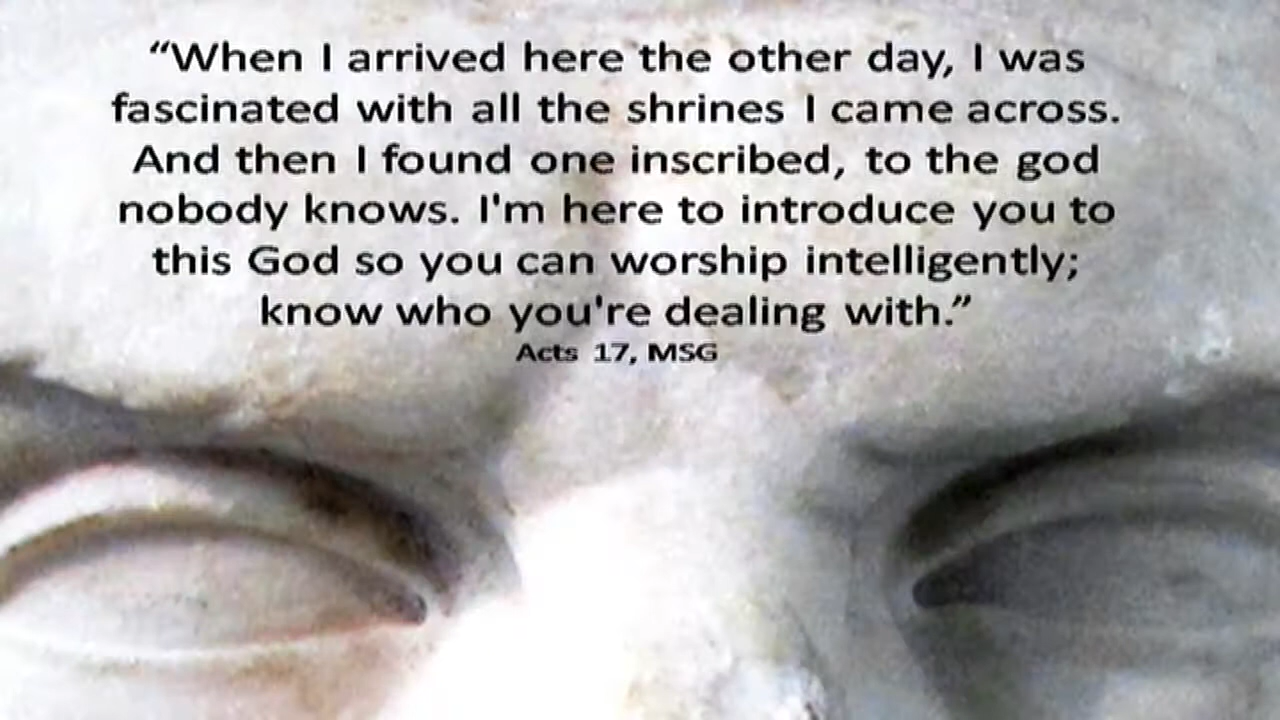 “When I arrived here the other day, I was
fascinated with all the shrines I came across.
And then I found one inscribed, to the god
nobody knows. I'm here to introduce you to
this God so you can worship intelligently;
know who you're dealing with.”
Acts 17, MSG